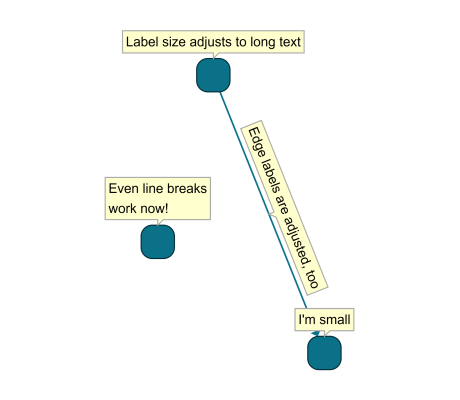 Label size adjusts to long text
Edge labels are adjusted, too
Even line breaks
work now!
I'm small